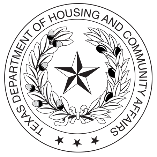 TEXAS DEPARTMENT OF HOUSING AND COMMUNITY AFFAIRS